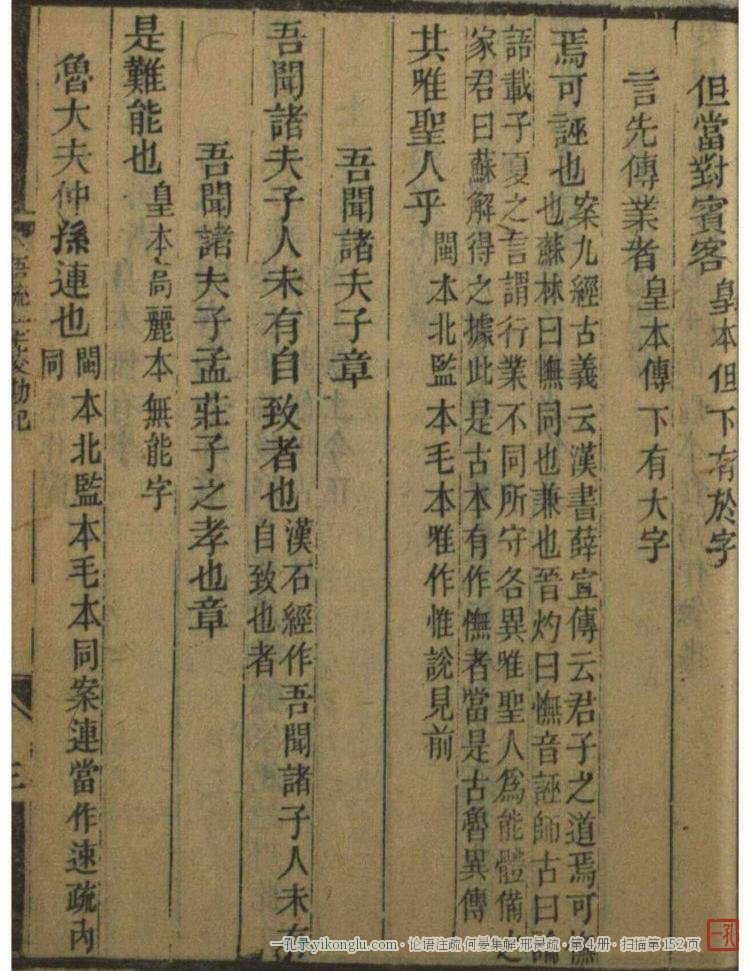 但當對賓客皇本但下有於字
言先傳業者皇本傳下有大字
焉可誣也案九經古義云漢書薛宣傳云君子之道焉可憮
也蘇林曰憮同也兼也晉灼曰憮音誣師古曰論
語載子夏之言謂行業不同所守各異唯聖人爲能體備之
家君曰蘇解得之據此是古本有作憮者當是古魯異傳
其唯聖人乎閩本北監本毛本唯作惟說見前
吾聞諸夫子章
吾聞諸夫子人未有自致者也漢石經作吾聞諸子人未有
自致也者
吾聞諸夫子孟莊子之孝也章
是難能也皇本高麗本無能字
魯大夫仲孫連也閩本北監本毛本同案連當作速疏內
同
三
一孔录 yikonglu.com · 论语注疏 何晏集解 邢昺疏 · 第4册 · 扫描第152页
一孔